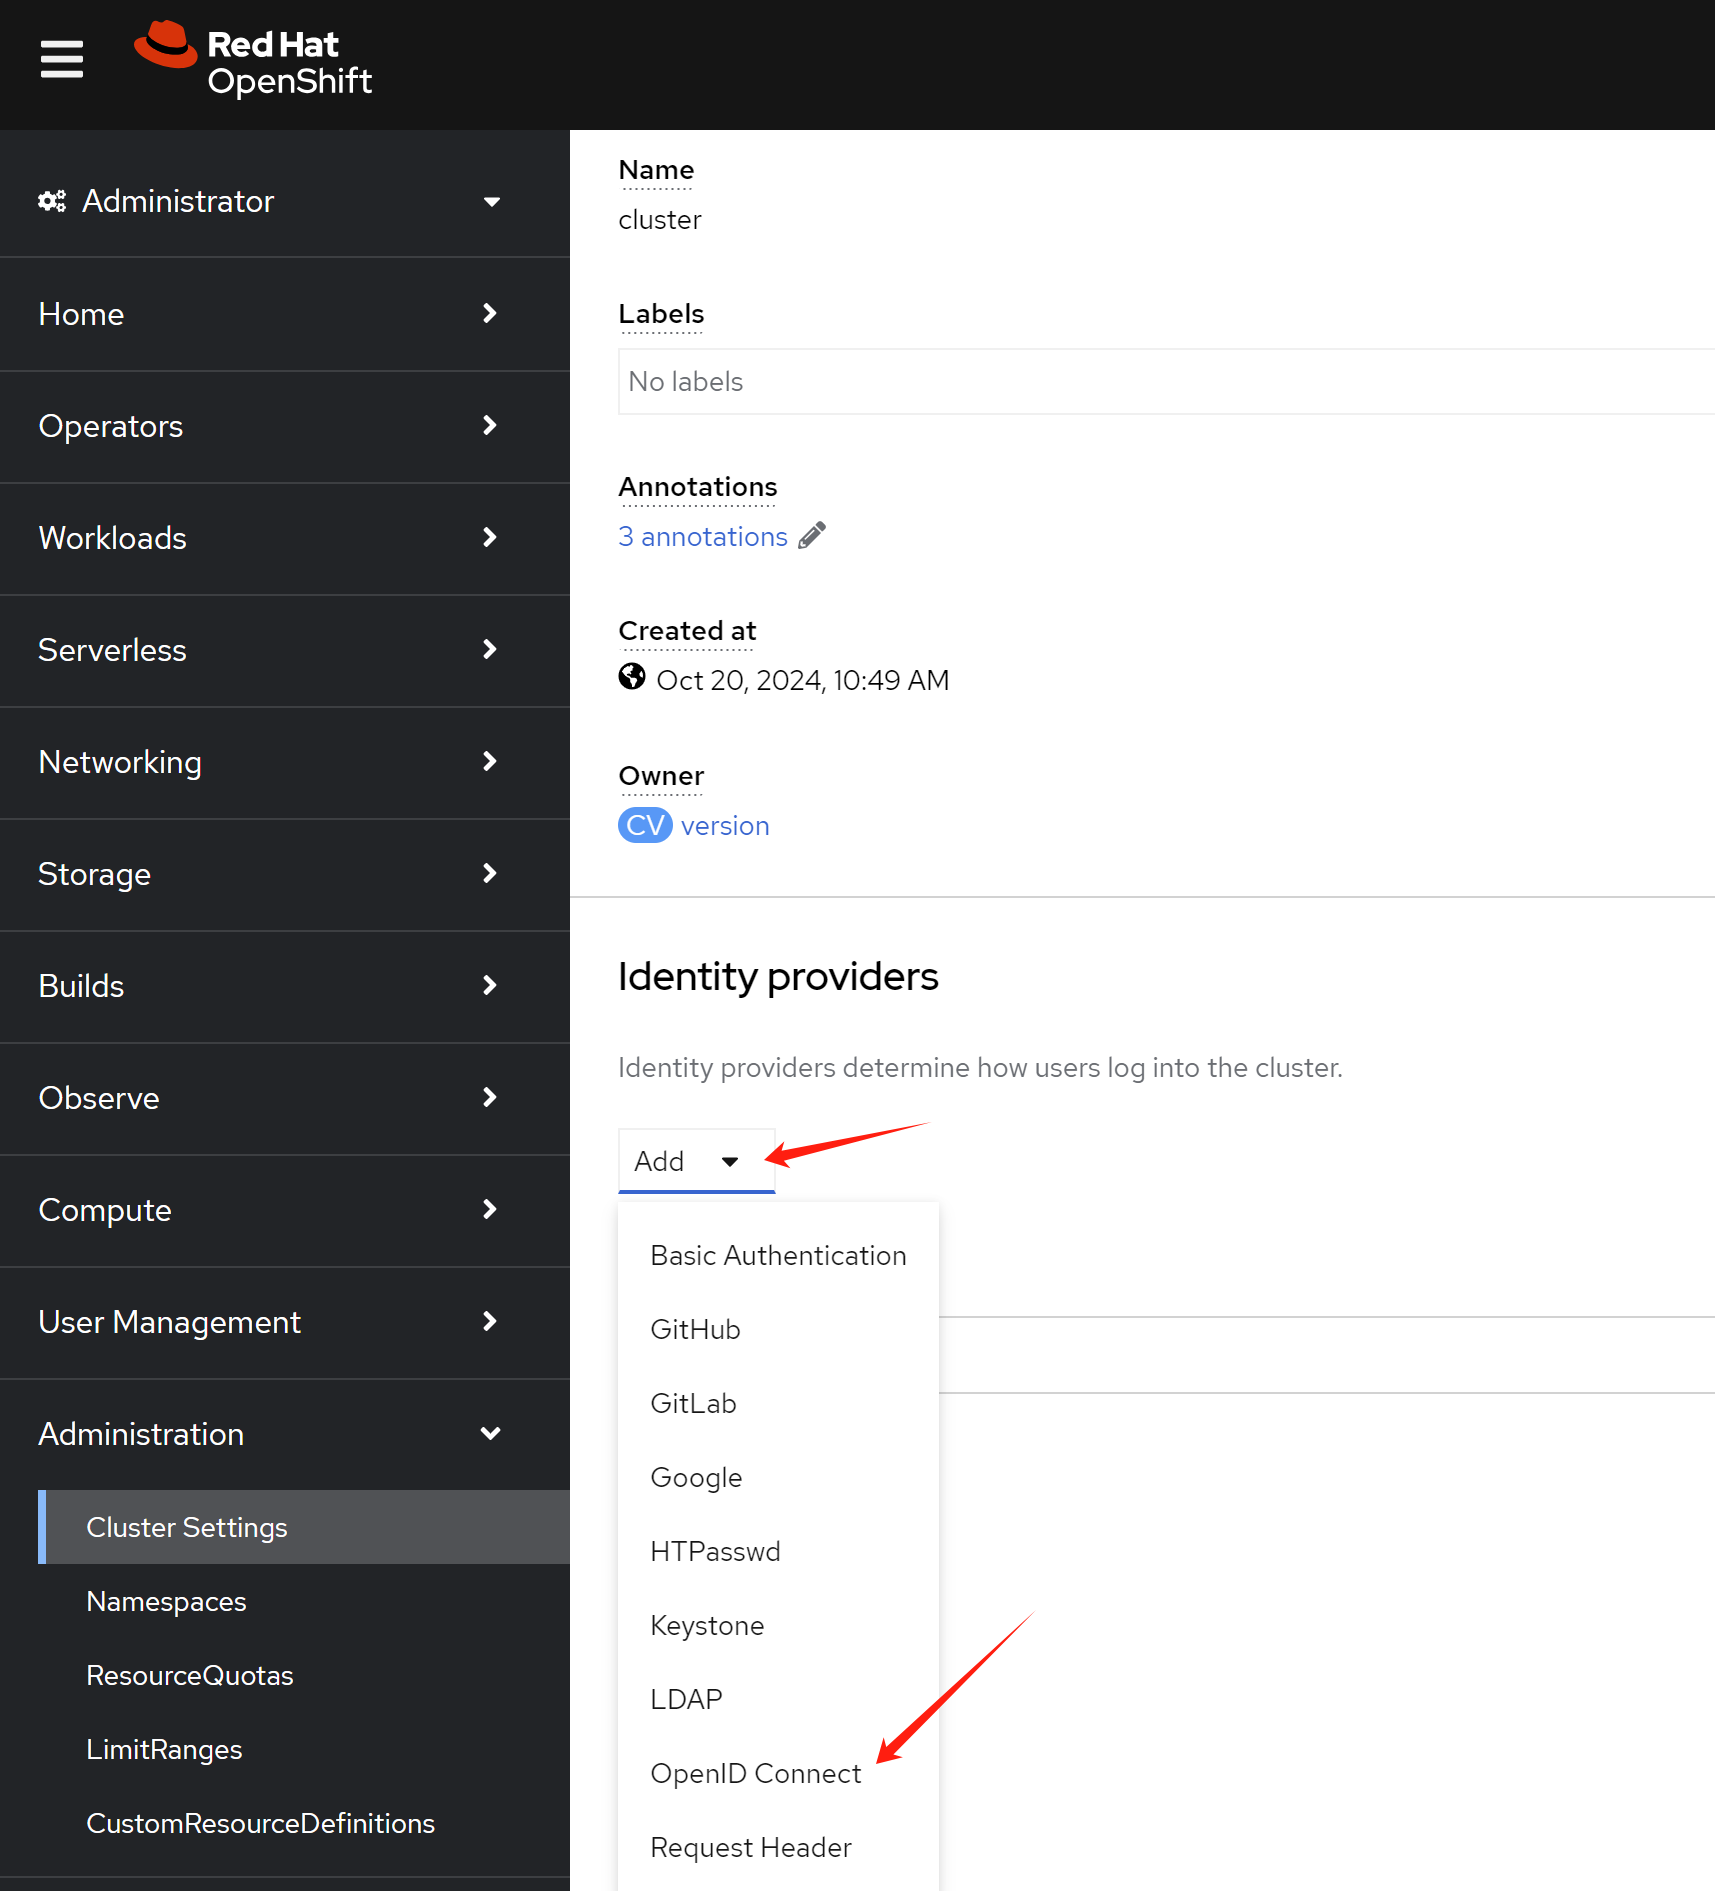 Red Hat
OpenShift
Administrator
Home
Operators
Workloads
Serverless
Networking
Storage
Builds
Observe
Compute
User Management
Administration
Cluster Settings
Namespaces
ResourceQuotas
LimitRanges
CustomResourceDefinitions
Name
cluster
Labels
No labels
Annotations
3 annotations
Created at
Oct 20, 2024, 10:49 AM
Owner
CV version
Identity providers
Identity providers determine how users log into the cluster.
Add
Basic Authentication
GitHub
GitLab
Google
HTPasswd
Keystone
LDAP
OpenID Connect
Request Header